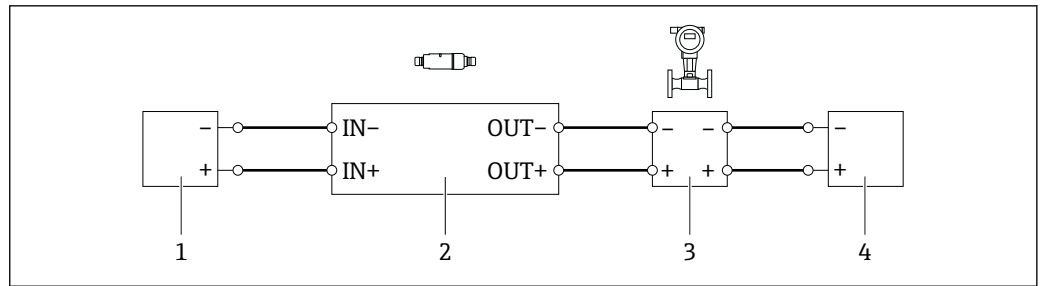 − IN− OUT− − − −
+ IN+ OUT+ + + +
1 2 3 4